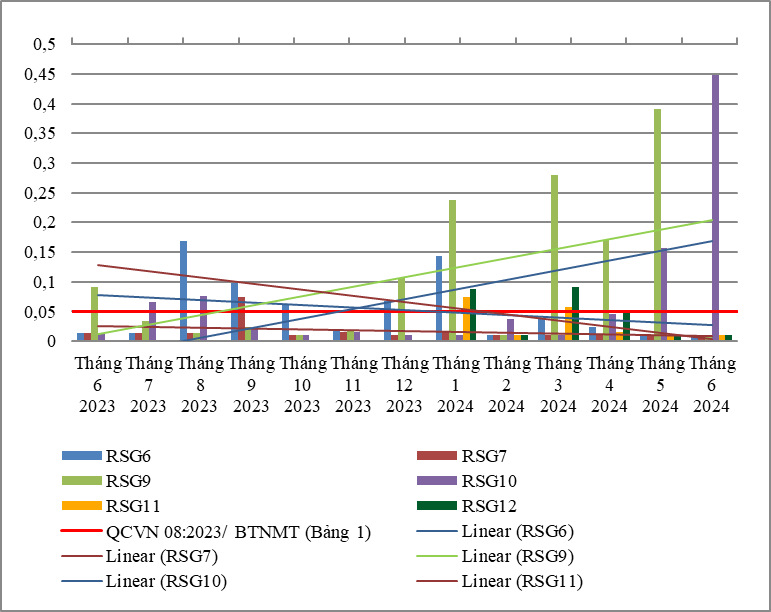 0,5
0,45
0,4
0,35
0,3
0,25
0,2
0,15
0,1
0,05
0
Tháng Tháng Tháng Tháng Tháng Tháng Tháng Tháng Tháng Tháng Tháng Tháng Tháng
6 7 8 9 10 11 12 1 2 3 4 5 6
2023 2023 2023 2023 2023 2023 2023 2024 2024 2024 2024 2024 2024
RSG6 RSG7
RSG9 RSG10
RSG11 RSG12
QCVN 08:2023/ BTNMT (Bảng 1) Linear (RSG6)
Linear (RSG7) Linear (RSG9)
Linear (RSG10) Linear (RSG11)